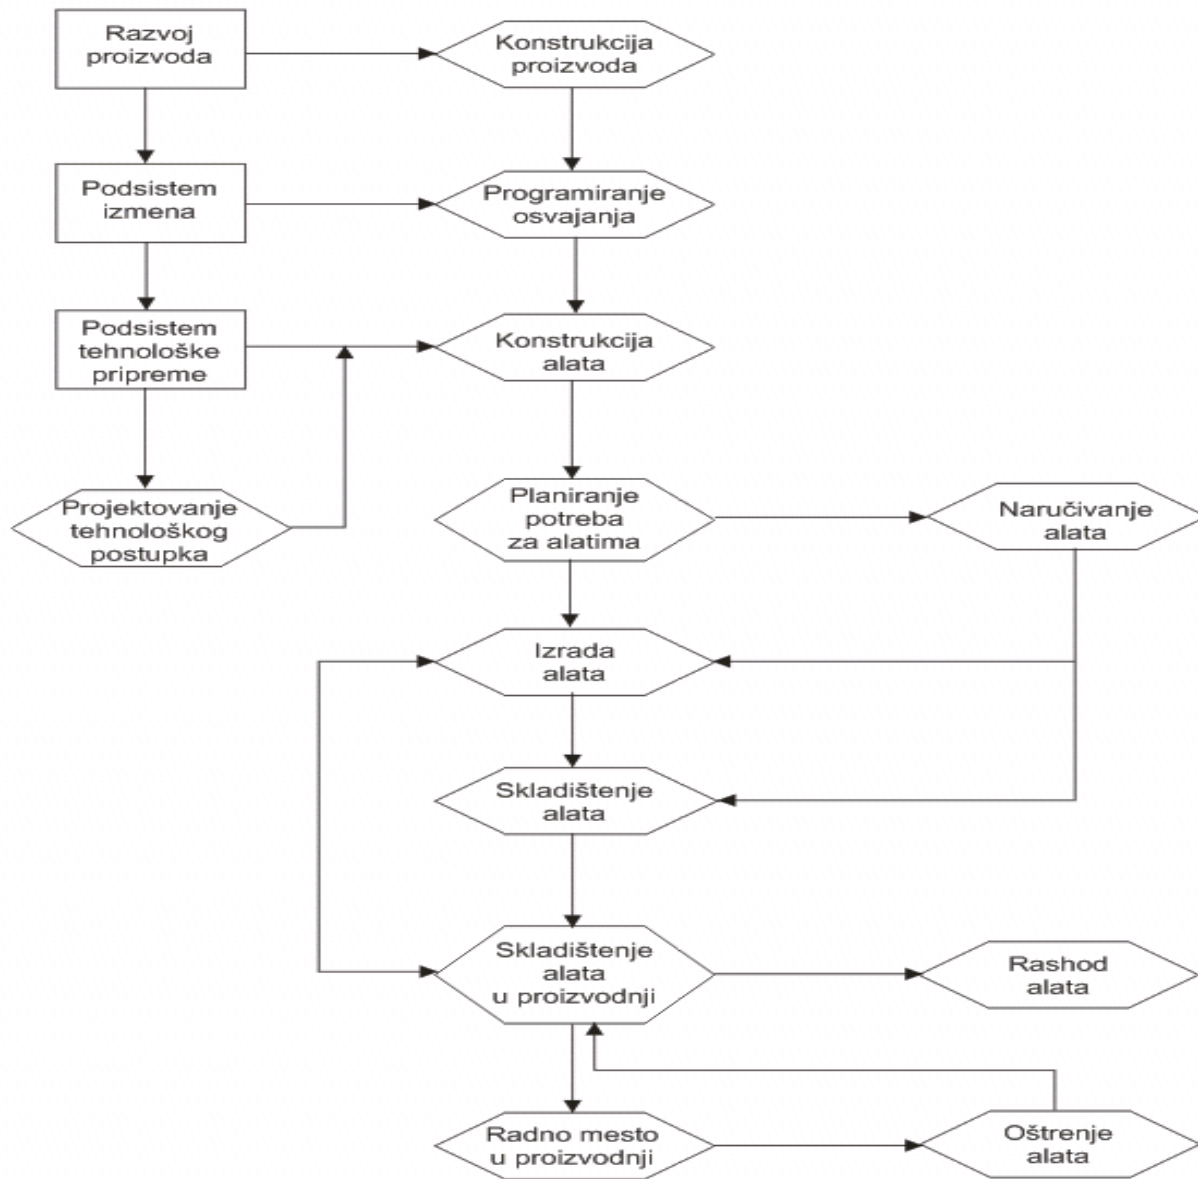 Razvoj
proizvoda
Konstrukcija
proizvoda
Podsistem
izmena
Programiranje
osvajanja
Podsistem
tehnološke
pripreme
Konstrukcija
alata
Projektovanje
tehnološkog
postupka
Planiranje
potreba
za alatima
Naručivanje
alata
Izrada
alata
Skladištenje
alata
Skladištenje
alata
u proizvodnji
Rashod
alata
Radno mesto
u proizvodnji
Oštrenje
alata